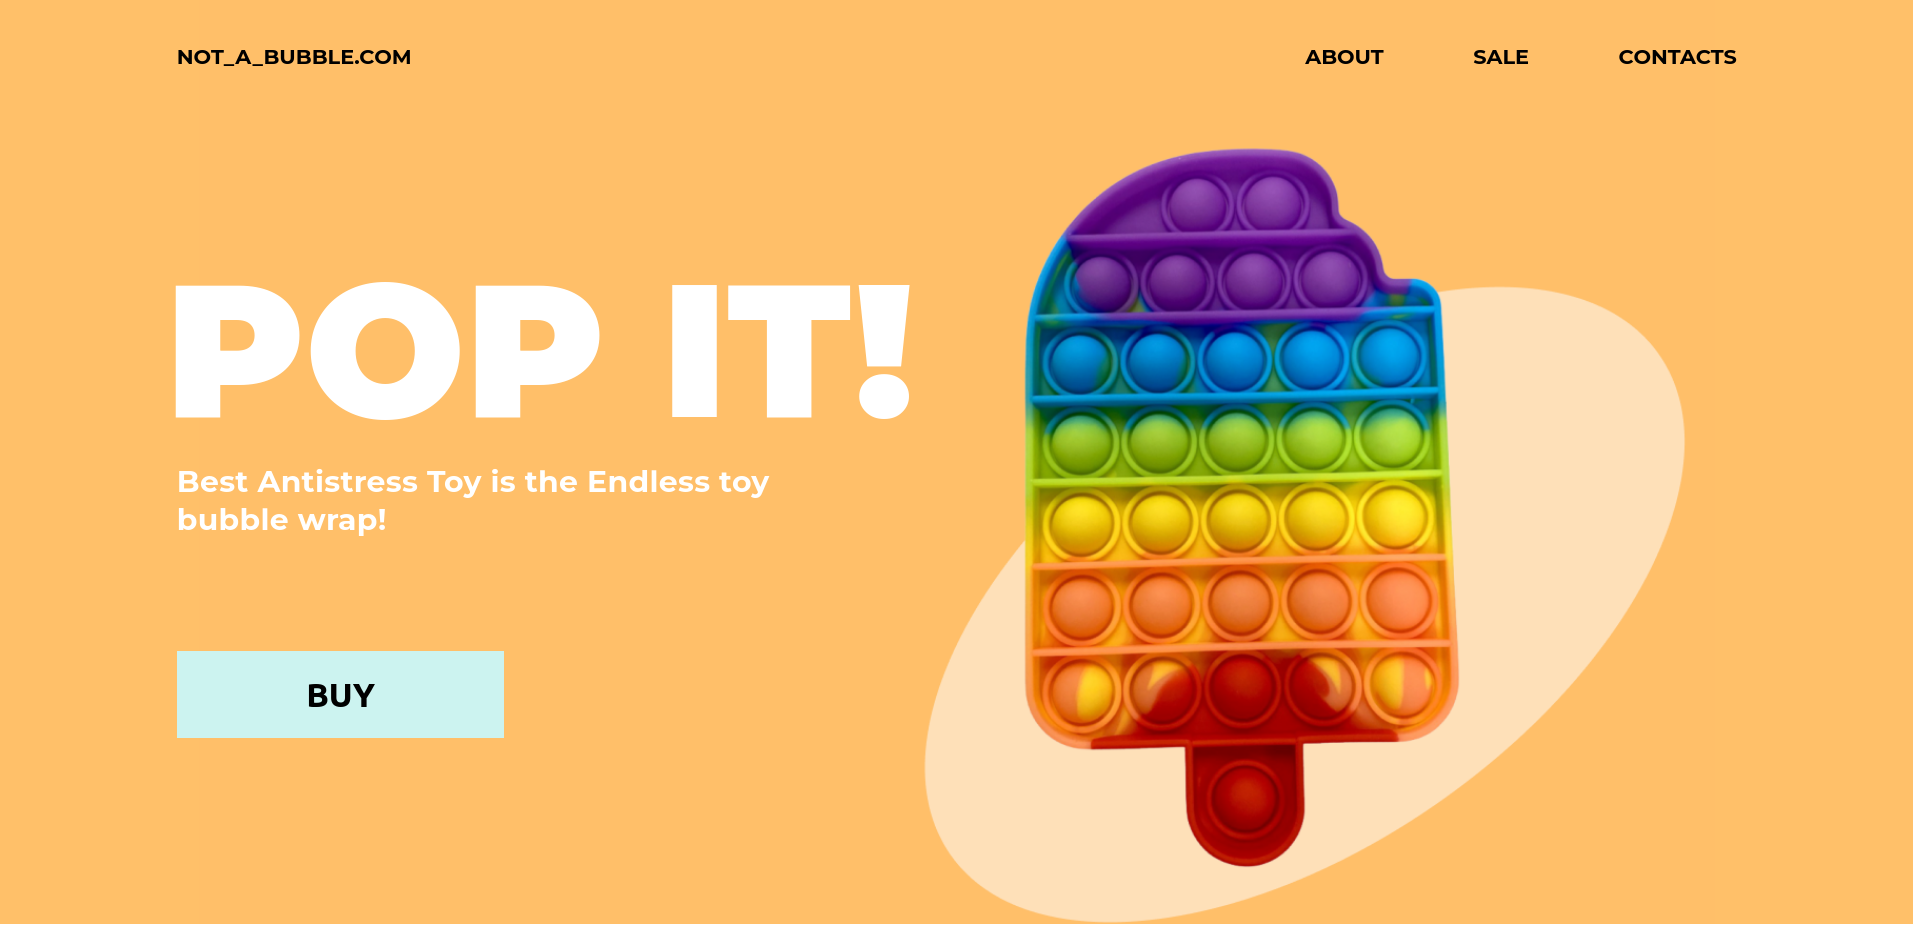 NOT_A_BUBBLE.COM
ABOUT
SALE
CONTACTS
POP IT!
Best Antistress Toy is the Endless toy
bubble wrap!
BUY